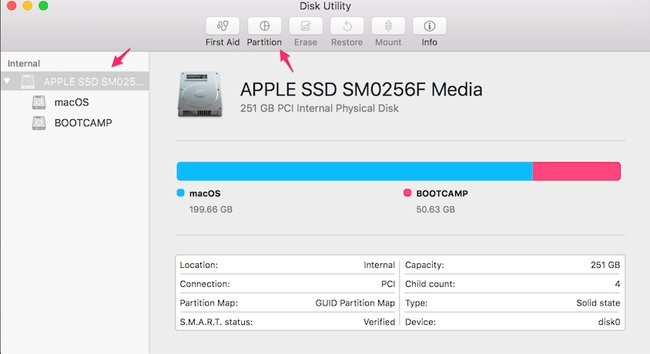 Disk Utility
First Aid Partition Erase Restore Mount Info
Internal
APPLE SSD SM025...
macOS
BOOTCAMP
APPLE SSD SM0256F Media
251 GB PCI Internal Physical Disk
macOS BOOTCAMP
199.66 GB 50.63 GB
Location: Internal Capacity: 251 GB
Connection: PCI Child count: 4
Partition Map: GUID Partition Map Type: Solid state
S.M.A.R.T. status: Verified Device: disk0